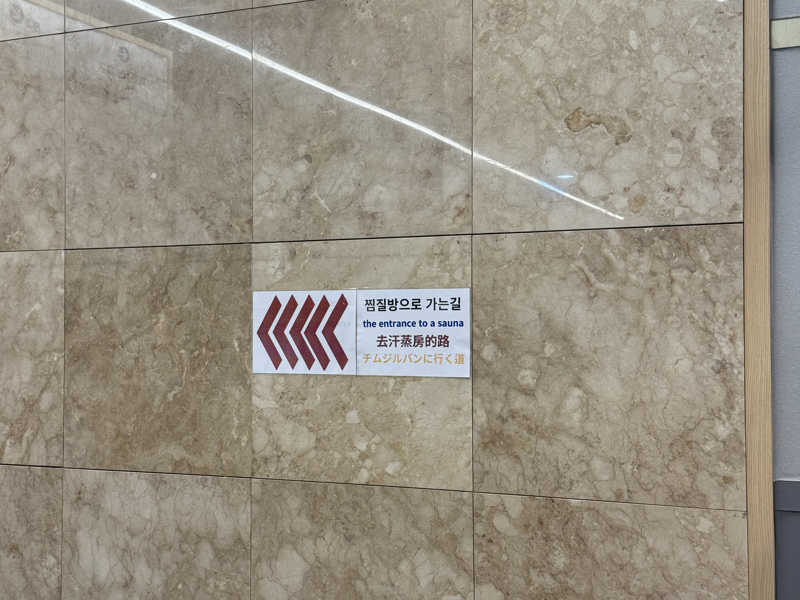 찜질방으로 가는길
the entrance to a sauna
去汗蒸房的路
チムジルバンに行く道